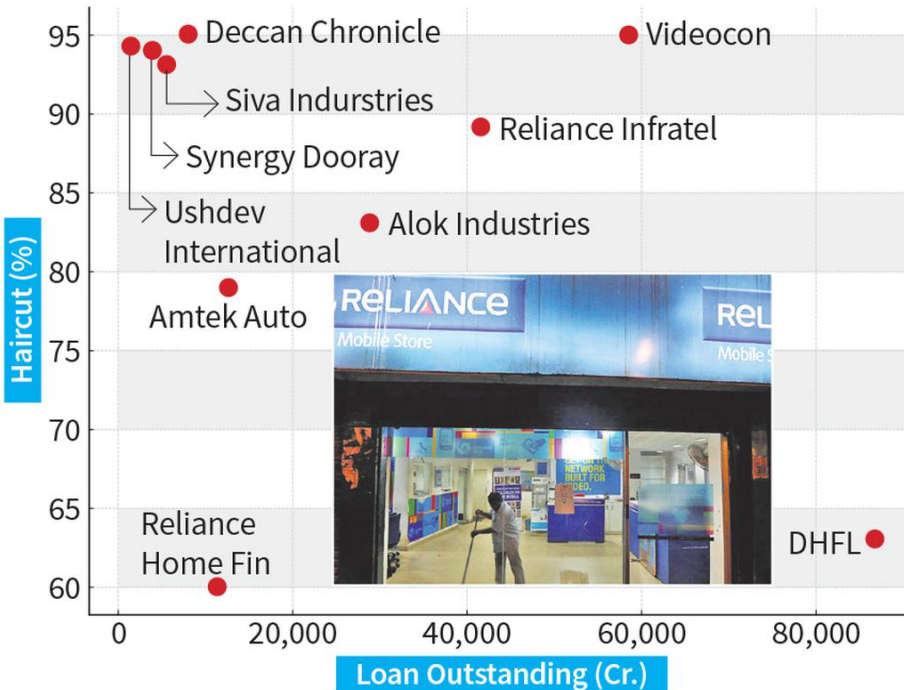 95
90
85
80
75
70
65
60
Haircut (%)
Deccan Chronicle
Videocon
Siva Indurstries
Reliance Infratel
Synergy Dooray
Ushdev
International
Alok Industries
Amtek Auto
RELIANCE
Mobile Store
REL
Mobile S
NETWORK
BUILT FOR
Reliance
Home Fin
DHFL
0
20,000
40,000
60,000
80,000
Loan Outstanding (Cr.)